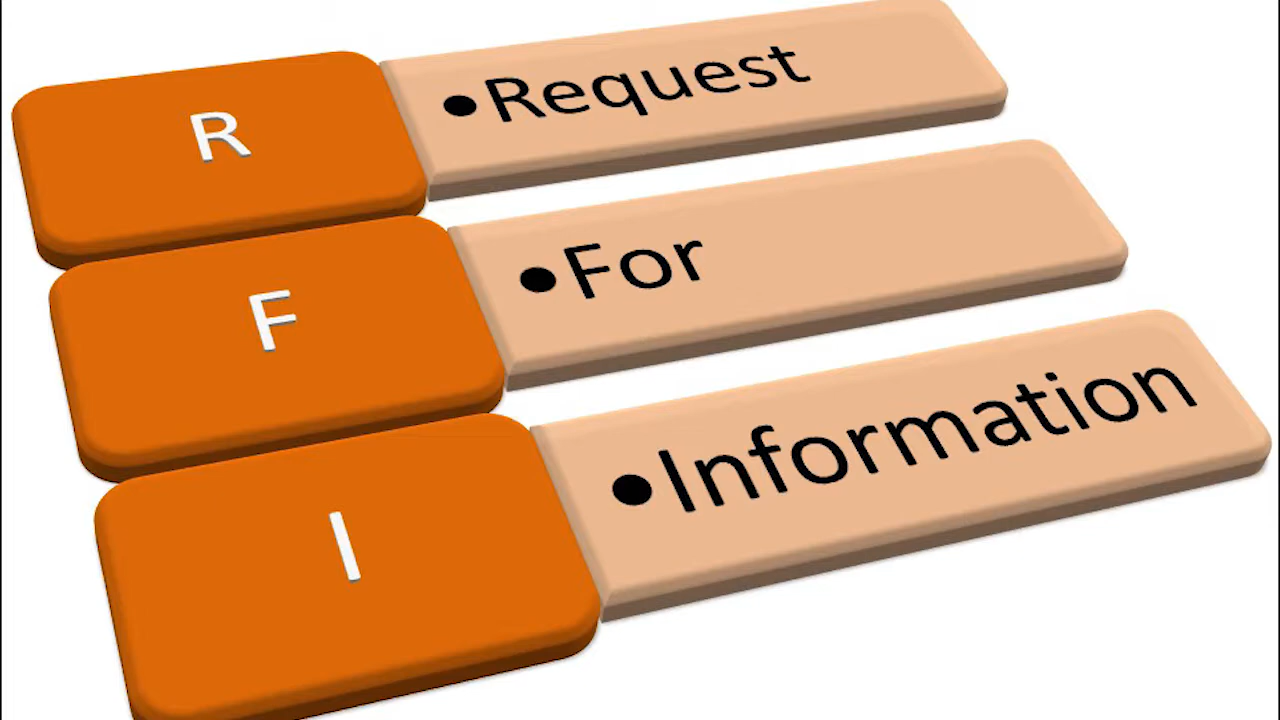 R
•Request
F
•For
I
•Information